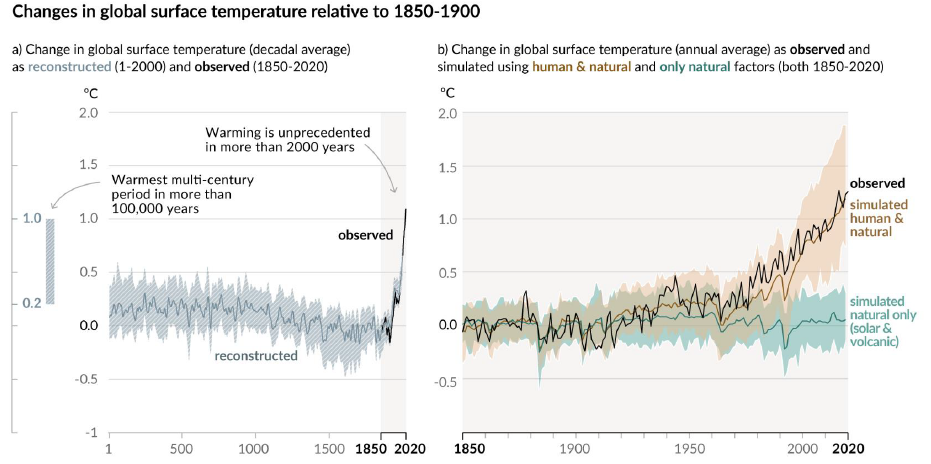 Changes in global surface temperature relative to 1850-1900
a) Change in global surface temperature (decadal average)
as reconstructed (1-2000) and observed (1850-2020)
ºC
2.0
1.5
1.0
0.5
0.0
-0.5
-1
1.0
0.2
Warming is unprecedented
in more than 2000 years
Warmest multi-century
period in more than
100,000 years
observed
reconstructed
1
500
1000
1500
1850
2020
b) Change in global surface temperature (annual average) as observed and
simulated using human & natural and only natural factors (both 1850-2020)
ºC
2.0
1.5
1.0
0.5
0.0
-0.5
observed
simulated
human &
natural
simulated
natural only
(solar &
volcanic)
1850
1900
1950
2000
2020